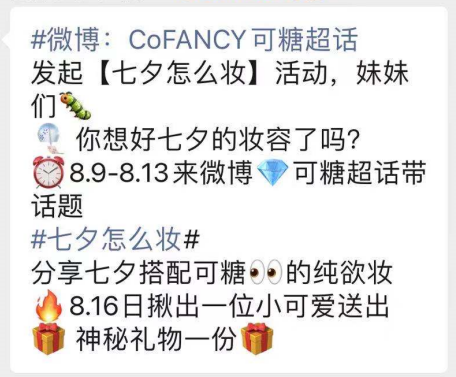 #微博：CoFANCY可糖超话
发起【七夕怎么妆】活动，妹妹
们🐛
🎐 你想好七夕的妆容了吗？
⏰8.9-8.13来微博💎可糖超话带
话题
#七夕怎么妆#
分享七夕搭配可糖👀的纯欲妆
🔥8.16日揪出一位小可爱送出
🎁 神秘礼物一份🎁